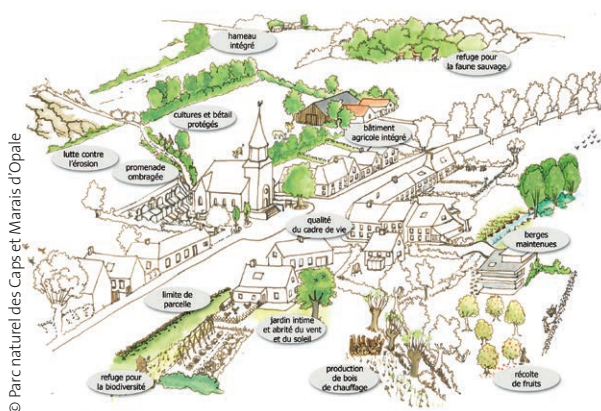 hameau
intégré
refuge pour
la faune sauvage
cultures et bétail
protégés
bâtiment
agricole intégré
lutte contre
l'érosion
promenade
ombragée
qualité
du cadre de vie
berges
maintenues
limite de
parcelle
jardin intime
et abrité du vent
et du soleil
refuge pour
la biodiversité
production
de bois
de chauffage
récolte
de fruits
© Parc naturel des Caps et Marais d'Opale